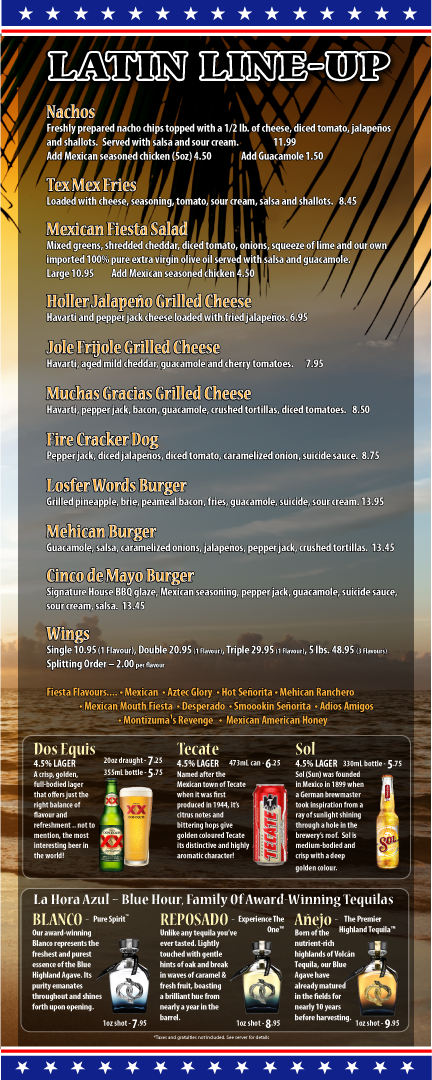 LATIN LINE-UP
Nachos
Freshly prepared nacho chips topped with a 1/2 lb. of cheese, diced tomato, jalapeños
and shallots. Served with salsa and sour cream. 11.99
Add Mexican seasoned chicken (5oz) 4.50 Add Guacamole 1.50
Tex Mex Fries
Loaded with cheese, seasoning, tomato, sour cream, salsa and shallots. 8.45
Mexican Fiesta Salad
Mixed greens, shredded cheddar, diced tomato, onions, squeeze of lime and our own
imported 100% pure extra virgin olive oil served with salsa and guacamole.
Large 10.95 Add Mexican seasoned chicken 4.50
Holler Jalapeño Grilled Cheese
Havarti and pepper jack cheese loaded with fried jalapeños. 6.95
Jole Frijole Grilled Cheese
Havarti, aged mild cheddar, guacamole and cherry tomatoes. 7.95
Muchas Gracias Grilled Cheese
Havarti, pepper jack, bacon, guacamole, crushed tortillas, diced tomatoes. 8.50
Fire Cracker Dog
Pepper jack, diced jalapenos, diced tomato, caramelized onion, suicide sauce. 8.75
Losfer Words Burger
Grilled pineapple, brie, peameal bacon, fries, guacamole, suicide, sour cream. 13.95
Mehican Burger
Guacamole, salsa, caramelized onions, jalapeños, pepper jack, crushed tortillas. 13.45
Cinco de Mayo Burger
Signature House BBQ glaze, Mexican seasoning, pepper jack, guacamole, suicide sauce,
sour cream, salsa. 13.45
Wings
Single 10.95 (1 Flavour), Double 20.95 (1 Flavour), Triple 29.95 (1 Flavour), 5 lbs. 48.95 (3 Flavours)
Splitting Order – 2.00 per flavour
Fiesta Flavours.... • Mexican • Aztec Glory • Hot Señorita • Mehican Ranchero
• Mexican Mouth Fiesta • Desperado • Smoookin Señorita • Adios Amigos
• Montizuma's Revenge • Mexican American Honey
Dos Equis
4.5% LAGER
20oz draught - 7.25
355ml bottle - 5.75
A crisp, golden,
full-bodied lager
that offers just the
right balance of
flavour and
refreshment .. not to
mention, the most
interesting beer in
the world!
XX
Tecate
4.5% LAGER 473mL can - 6.25
Named after the
Mexican town of Tecate
when it was first
produced in 1944, it's
citrus notes and
bittering hops give
golden coloured Tecate
its distinctive and highly
aromatic character!
TECATE
Sol
4.5% LAGER 330ml bottle - 5.75
Sol (Sun) was founded
in Mexico in 1899 when
a German brewmaster
took inspiration from a
ray of sunlight shining
through a hole in the
brewery's roof. Sol is
medium-bodied and
crisp with a deep
golden colour.
Sol
La Hora Azul – Blue Hour, Family Of Award-Winning Tequilas
BLANCO - Pure Spirit™
Our award-winning
Blanco represents the
freshest and purest
essence of the Blue
Highland Agave. Its
purity emanates
throughout and shines
forth upon opening.
1oz shot - 7.95
REPOSADO - Experience The
One™
Unlike any tequila you've
ever tasted. Lightly
touched with gentle
hints of oak and break
in waves of caramel &
fresh fruit, boasting
a brilliant hue from
nearly a year in the
barrel.
1oz shot - 8.95
Añejo - The Premier
Highland Tequila™
Born of the
nutrient-rich
highlands of Volcán
Tequila, our Blue
Agave have
already matured
in the fields for
nearly 10 years
before harvesting.
1oz shot - 9.95
*Taxes and gratuities not included. See server for details